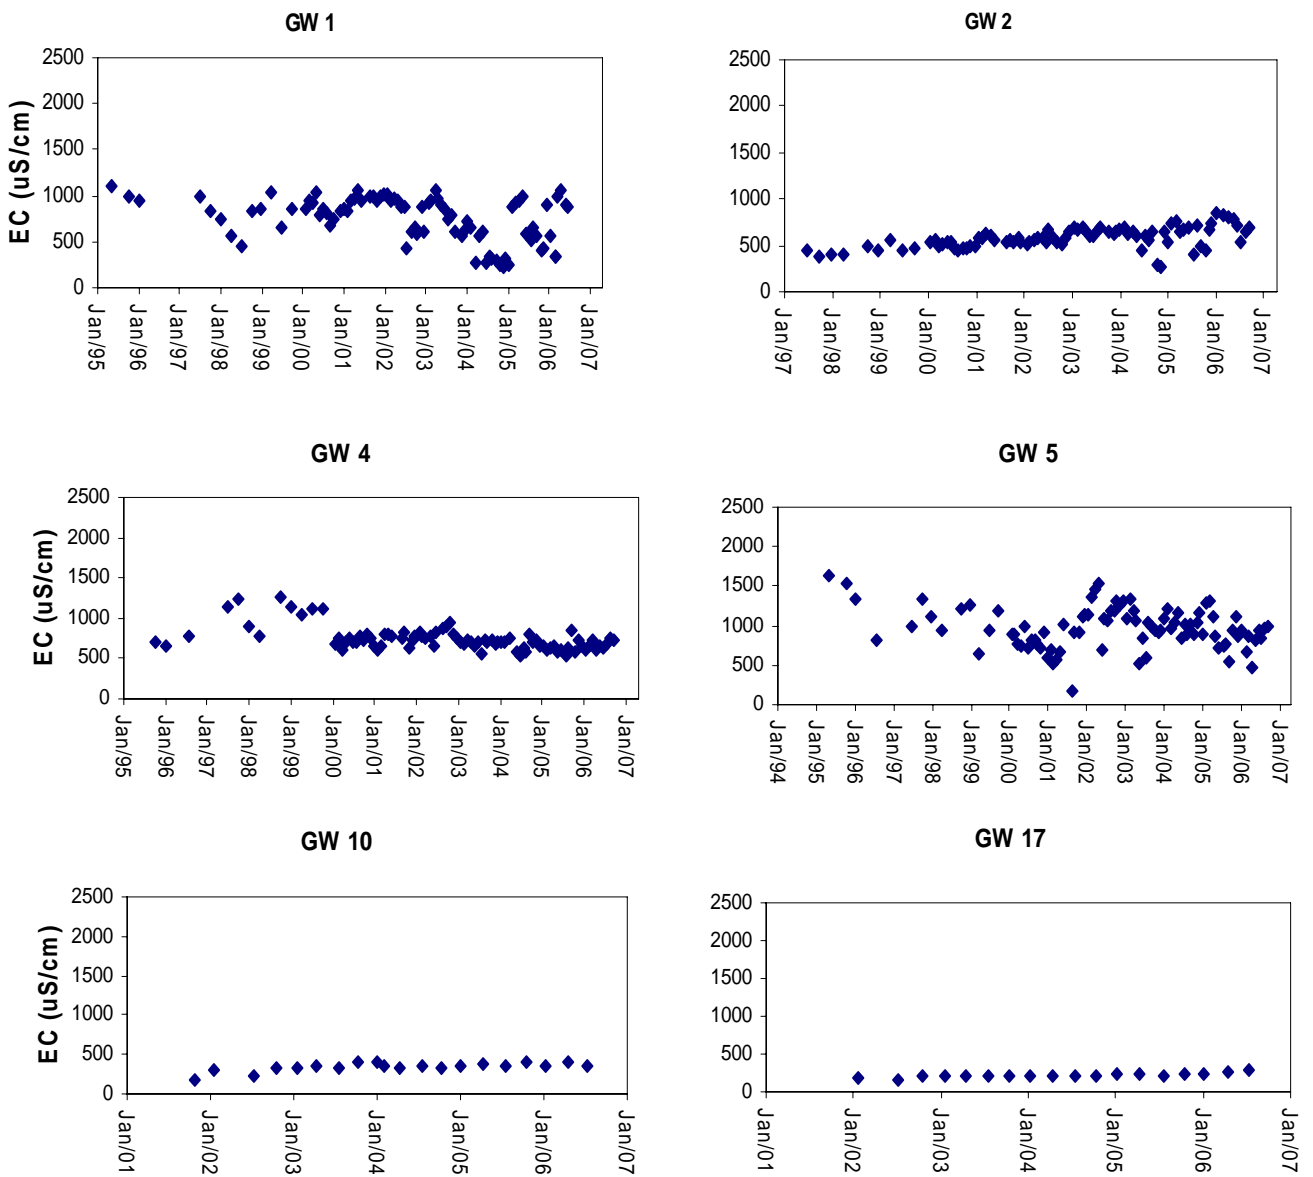 GW 1
EC (uS/cm)
2500
2000
1500
1000
500
0
Jan/95
Jan/96
Jan/97
Jan/98
Jan/99
Jan/00
Jan/01
Jan/02
Jan/03
Jan/04
Jan/05
Jan/06
Jan/07
GW 2
2500
2000
1500
1000
500
0
Jan/97
Jan/98
Jan/99
Jan/00
Jan/01
Jan/02
Jan/03
Jan/04
Jan/05
Jan/06
Jan/07
GW 4
EC (uS/cm)
2500
2000
1500
1000
500
0
Jan/95
Jan/96
Jan/97
Jan/98
Jan/99
Jan/00
Jan/01
Jan/02
Jan/03
Jan/04
Jan/05
Jan/06
Jan/07
GW 5
2500
2000
1500
1000
500
0
Jan/94
Jan/95
Jan/96
Jan/97
Jan/98
Jan/99
Jan/00
Jan/01
Jan/02
Jan/03
Jan/04
Jan/05
Jan/06
Jan/07
GW 10
EC (uS/cm)
2500
2000
1500
1000
500
0
Jan/01
Jan/02
Jan/03
Jan/04
Jan/05
Jan/06
Jan/07
GW 17
2500
2000
1500
1000
500
0
Jan/01
Jan/02
Jan/03
Jan/04
Jan/05
Jan/06
Jan/07